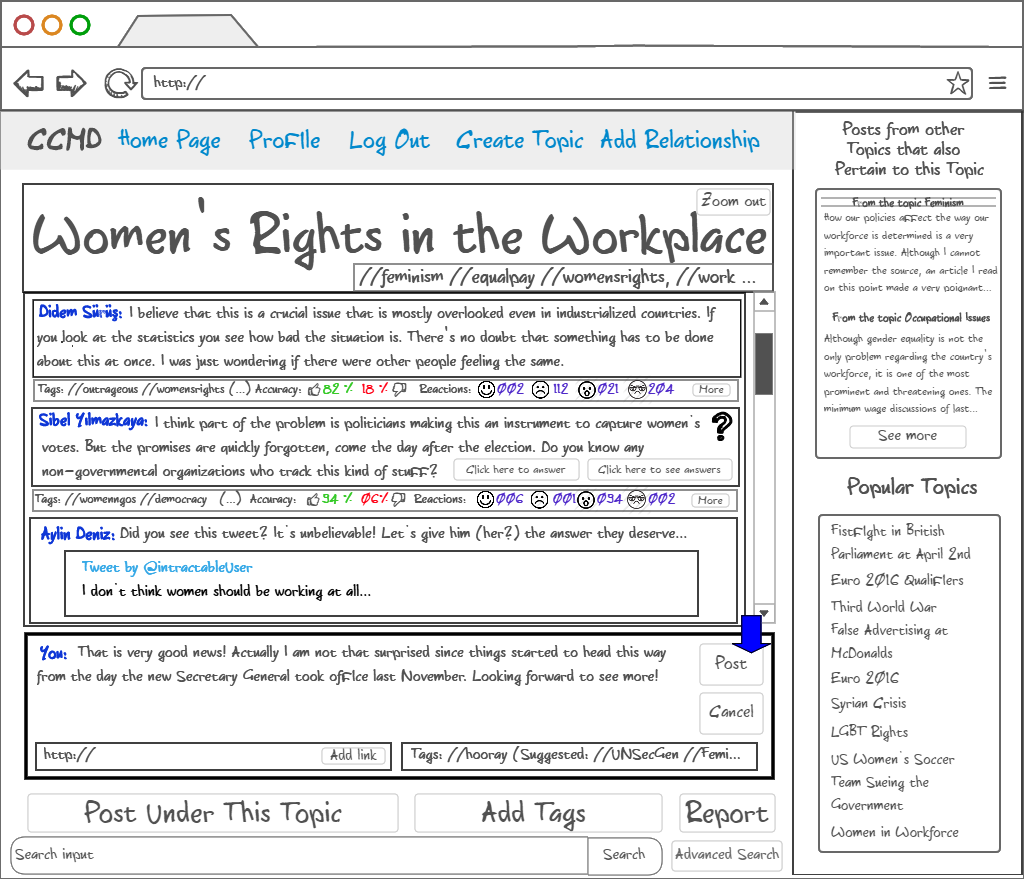 http://
CCMD Home Page ProFIle Log Out Create Topic Add Relationship
Zoom out
Women's Rights in the Workplace
//feminism //equalpay //womensrights, //work ...
Didem Sürüş: I believe that this is a crucial issue that is mostly overlooked even in industrialized countries. If
you look at the statistics you see how bad the situation is. There's no doubt that something has to be done
about this at once. I was just wondering if there were other people feeling the same.
Tags: //outrageous //womensrights (...) Accuracy: 82 % 18 % Reactions: 002 112 021 204 More
Sibel Yılmazkaya: I think part of the problem is politicians making this an instrument to capture women's ?
votes. But the promises are quickly forgotten, come the day after the election. Do you know any
non-governmental organizations who track this kind of stuFF? Click here to answer Click here to see answers
Tags: //womenngos //democracy (...) Accuracy: 94 % 06% Reactions: 006 001 094 002 More
Aylin Deniz: Did you see this tweet? It's unbelievable! Let's give him (her?) the answer they deserve...
Tweet by @intractableUser
I don't think women should be working at all...
You: That is very good news! Actually I am not that surprised since things started to head this way
from the day the new Secretary General took ofFIce last November. Looking forward to see more!
Post
Cancel
http:// Add link Tags: //hooray (Suggested: //UNSecGen //Femi...
Post Under This Topic Add Tags Report
Search input Search Advanced Search
Posts from other
Topics that also
Pertain to this Topic
From the topic Feminism
How our policies aFFect the way our
workforce is determined is a very
important issue. Although I cannot
remember the source, an article I read
on this point made a very poignant...
From the topic Occupational Issues
Although gender equality is not the
only problem regarding the country's
workforce, it is one of the most
prominent and threatening ones. The
minimum wage discussions of last...
See more
Popular Topics
FistFIght in British
Parliament at April 2nd
Euro 2016 QualiFIers
Third World War
False Advertising at
McDonalds
Euro 2016
Syrian Crisis
LGBT Rights
US Women's Soccer
Team Sueing the
Government
Women in Workforce